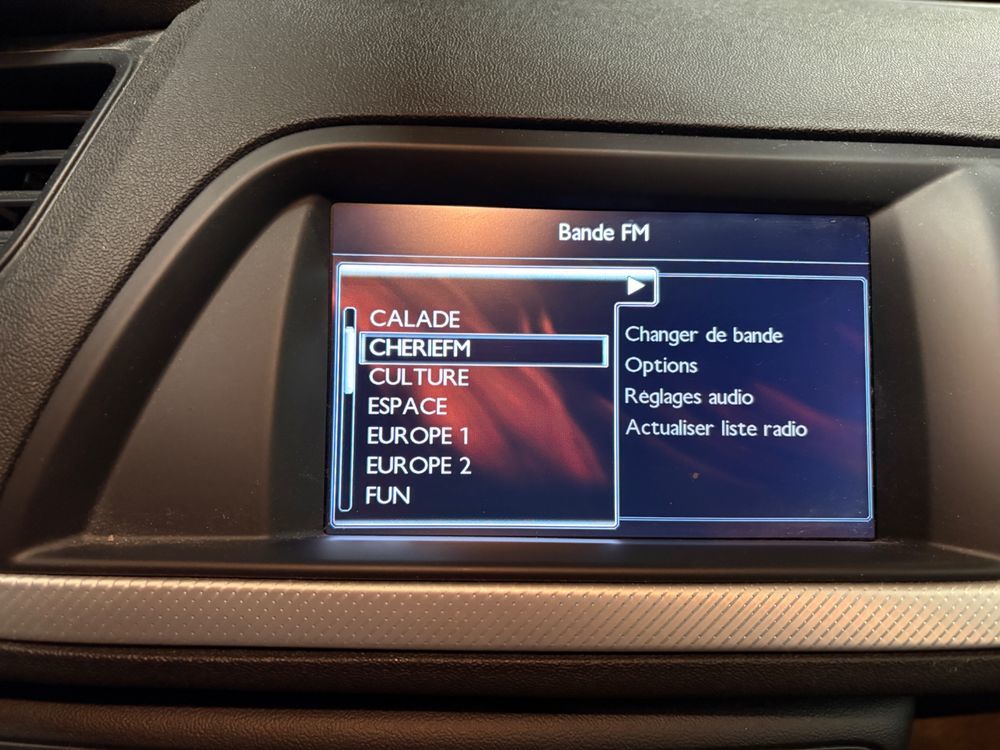 Bande FM
CALADE
CHERIEFM
CULTURE
ESPACE
EUROPE 1
EUROPE 2
FUN
Changer de bande
Options
Réglages audio
Actualiser liste radio